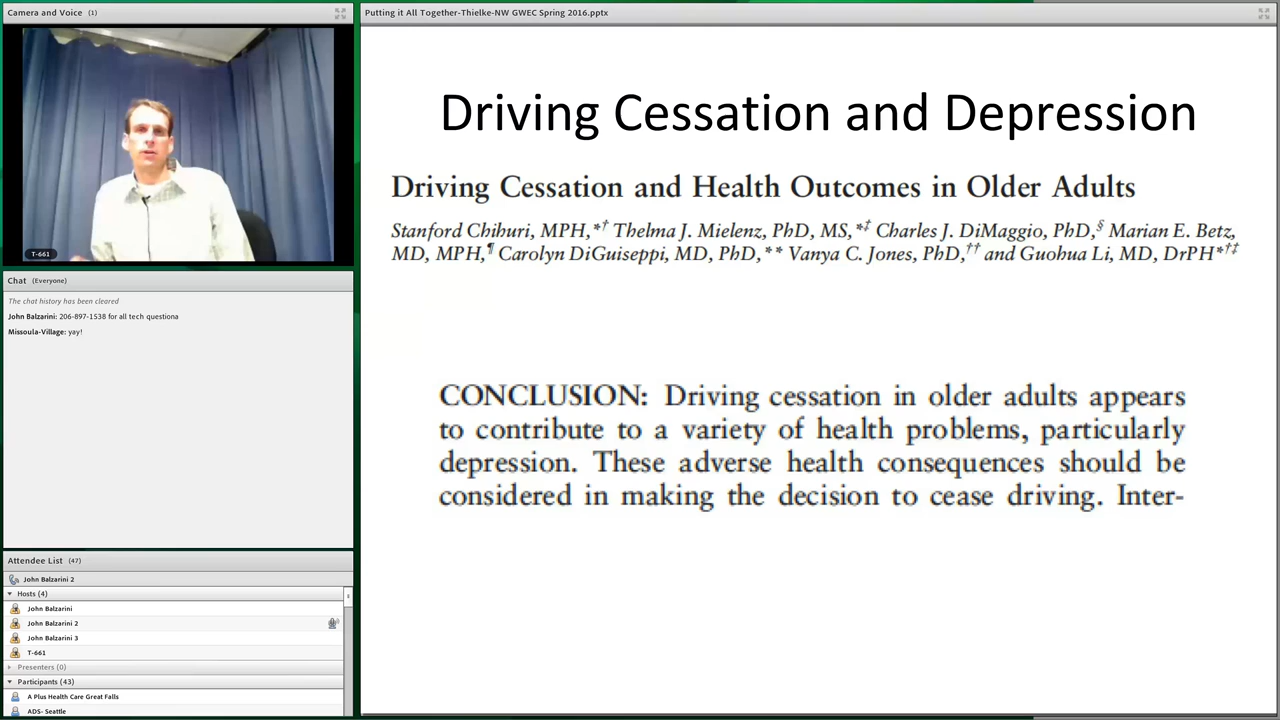 Camera and Voice (1)
T-661
Chat (Everyone)
The chat history has been cleared
John Balzarini: 206-897-1538 for all tech questiona
Missoula-Village: yay!
Attendee List (47)
John Balzarini 2
Hosts (4)
John Balzarini
John Balzarini 2
John Balzarini 3
T-661
Presenters (0)
Participants (43)
A Plus Health Care Great Falls
ADS- Seattle
Putting it All Together-Thielke-NW GWEC Spring 2016.pptx
Driving Cessation and Depression
Driving Cessation and Health Outcomes in Older Adults
Stanford Chihuri, MPH,*† Thelma J. Mielenz, PhD, MS,*‡ Charles J. DiMaggio, PhD,§ Marian E. Betz,
MD, MPH,¶ Carolyn DiGuiseppi, MD, PhD,** Vanya C. Jones, PhD,†† and Guohua Li, MD, DrPH*†‡
CONCLUSION: Driving cessation in older adults appears
to contribute to a variety of health problems, particularly
depression. These adverse health consequences should be
considered in making the decision to cease driving. Inter-